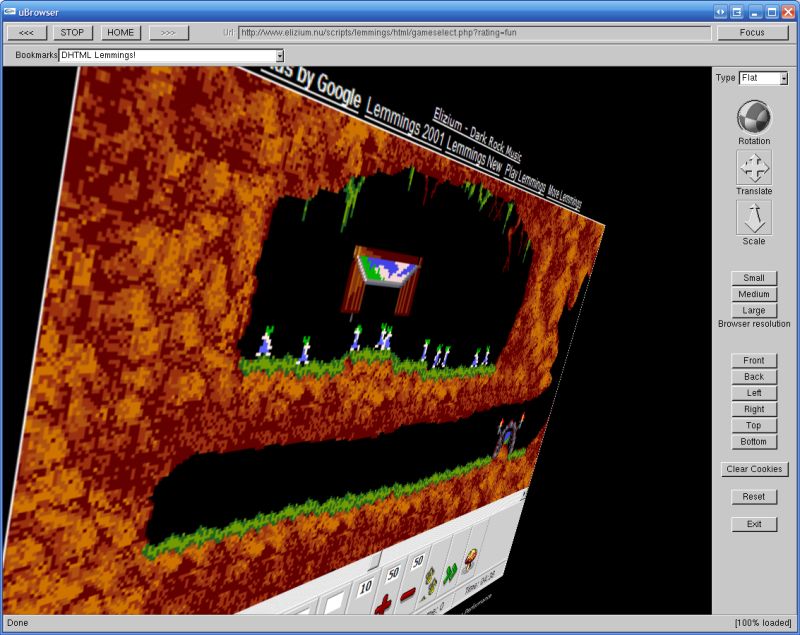 uBrowser
<<< STOP HOME >>> Url: http://www.elizium.nu/scripts/lemmings/html/gameselect.php?rating=fun Focus
Bookmarks DHTML Lemmings!
Type Flat
by Google Lemmings 2001 Lemmings New Play Lemmings More Lemmings
Elizium - Dark Rock Music
Rotation
Translate
Scale
Small
Medium
Large
Browser resolution
Front
Back
Left
Right
Top
Bottom
Clear Cookies
Reset
Exit
10 50 50
Time:
Performance
Done [100% loaded]